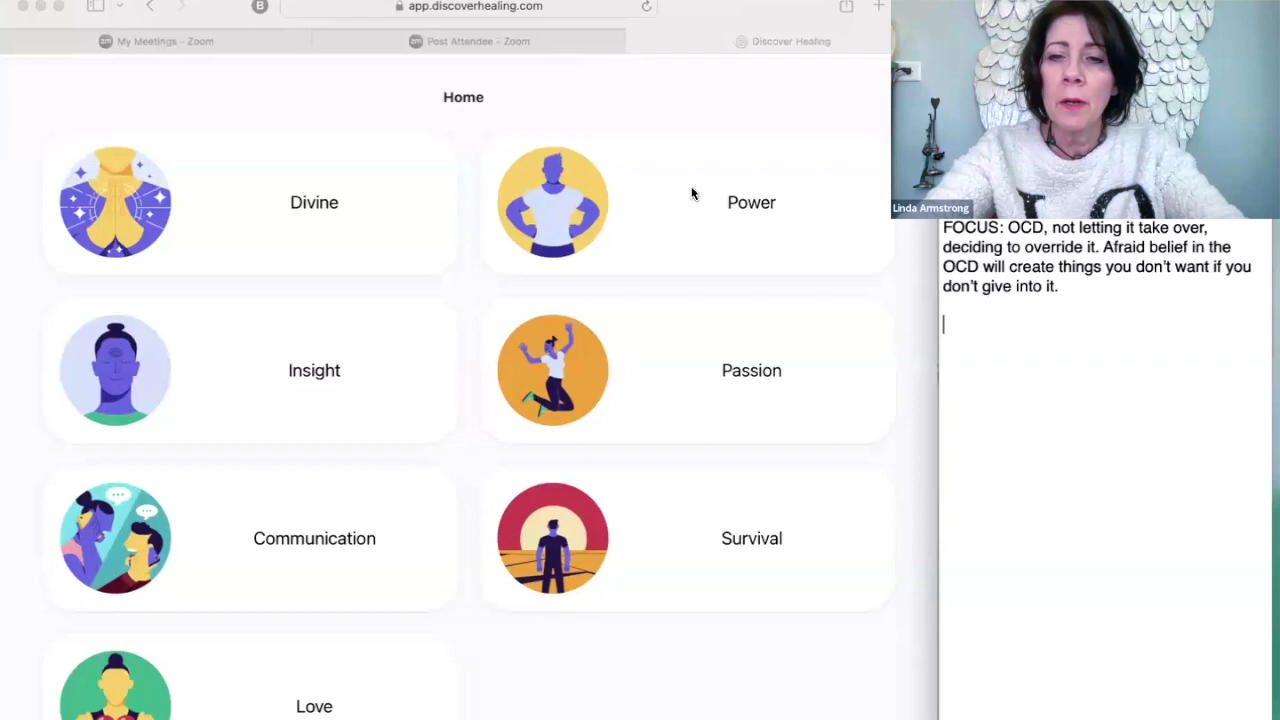 app.discoverhealing.com
My Meetings – Zoom
Post Attendee – Zoom
Discover Healing
Home
Divine
Power
Insight
Passion
Communication
Survival
Love
Linda Armstrong
FOCUS: OCD, not letting it take over,
deciding to override it. Afraid belief in the
OCD will create things you don't want if you
don't give into it.